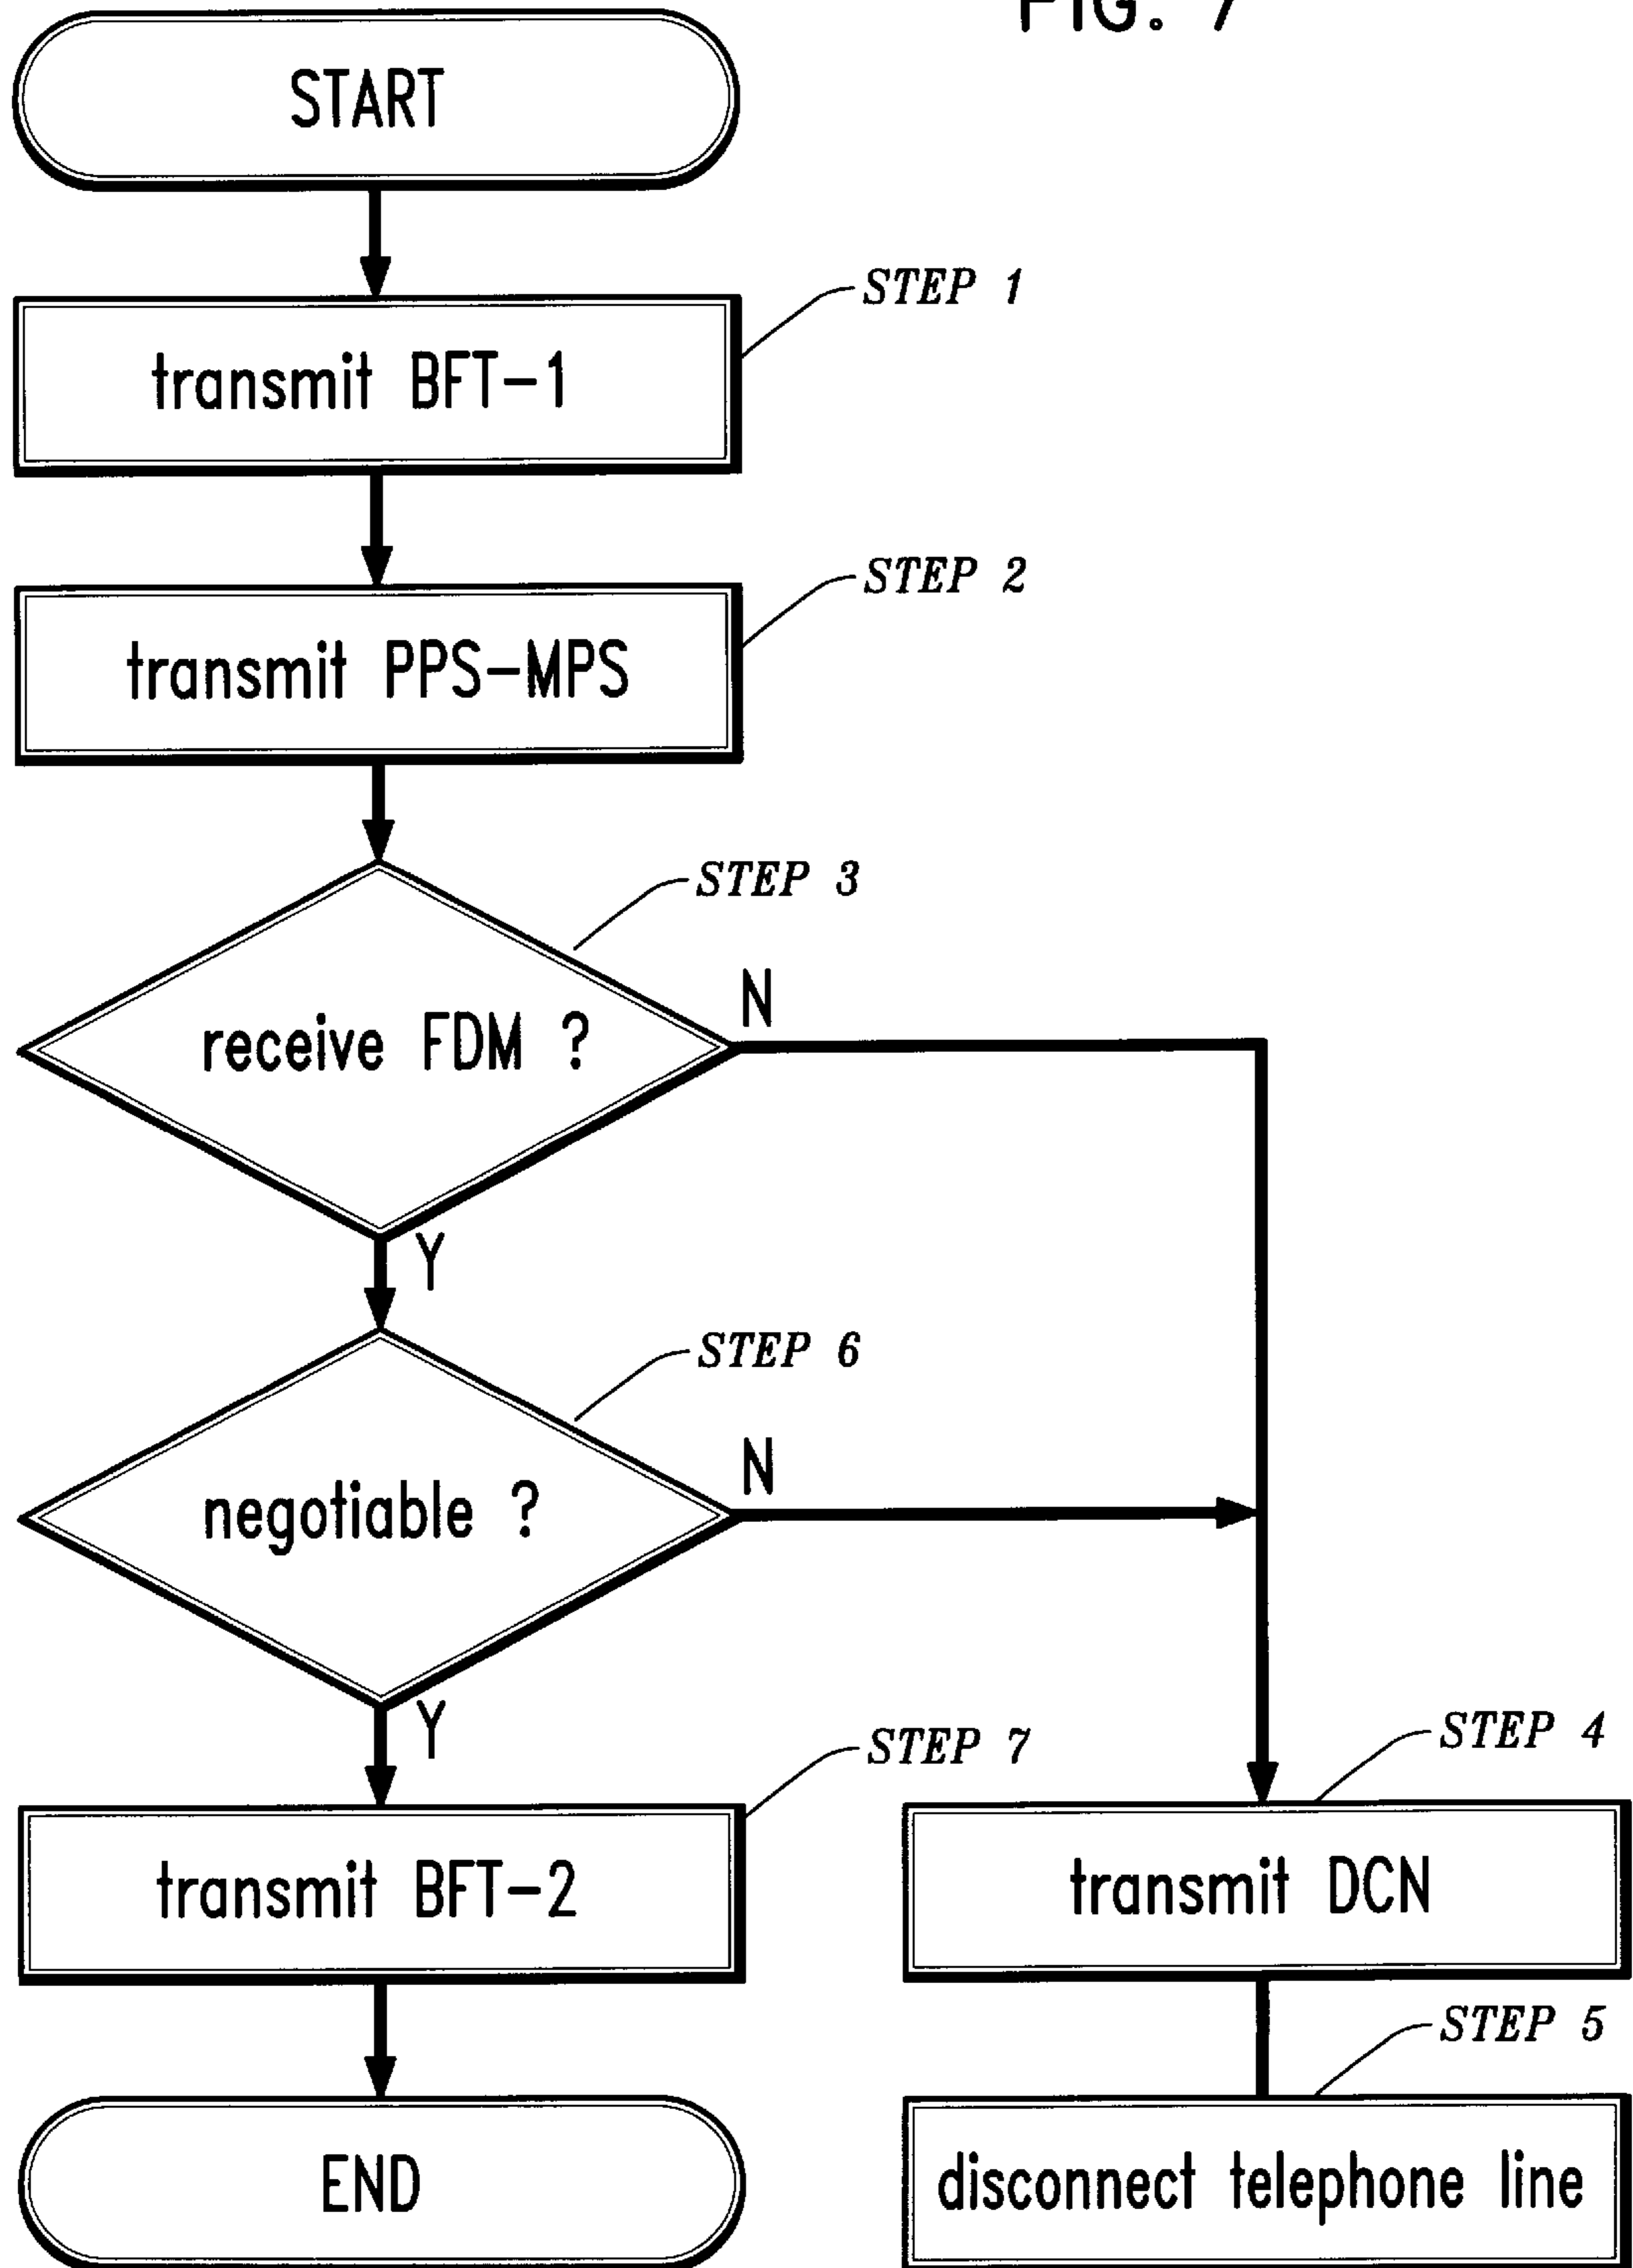 FIG. 7
START
STEP 1
transmit BFT-1
STEP 2
transmit PPS-MPS
STEP 3
N
receive FDM ?
Y
STEP 6
N
negotiable ?
Y
STEP 7
transmit BFT-2
STEP 4
transmit DCN
STEP 5
END
disconnect telephone line